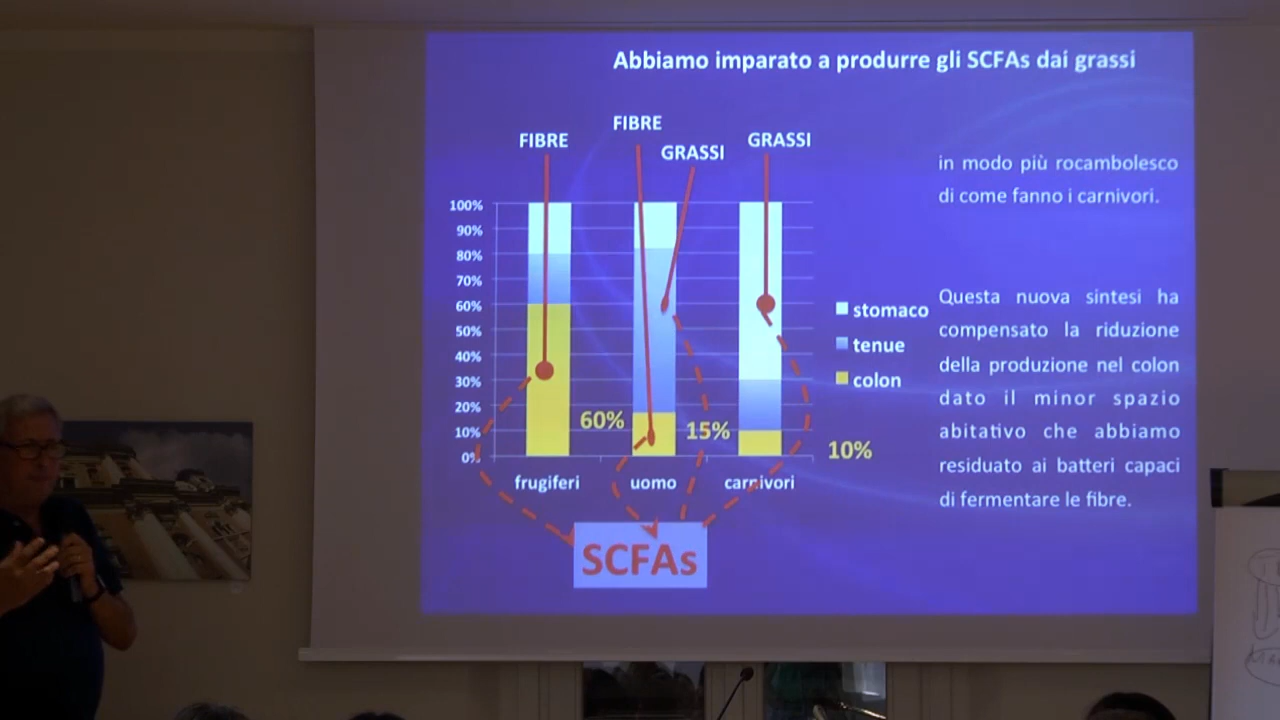 Abbiamo imparato a produrre gli SCFAs dai grassi
FIBRE
FIBRE
GRASSI
GRASSI
in modo più rocambolesco
di come fanno i carnivori.
100%
90%
80%
70%
60%
50%
40%
30%
20%
10%
0%
60%
15%
10%
frugiferi
uomo
carnivori
stomaco
tenue
colon
Questa nuova sintesi ha
compensato la riduzione
della produzione nel colon
dato il minor spazio
abitativo che abbiamo
residuato ai batteri capaci
di fermentare le fibre.
SCFAs